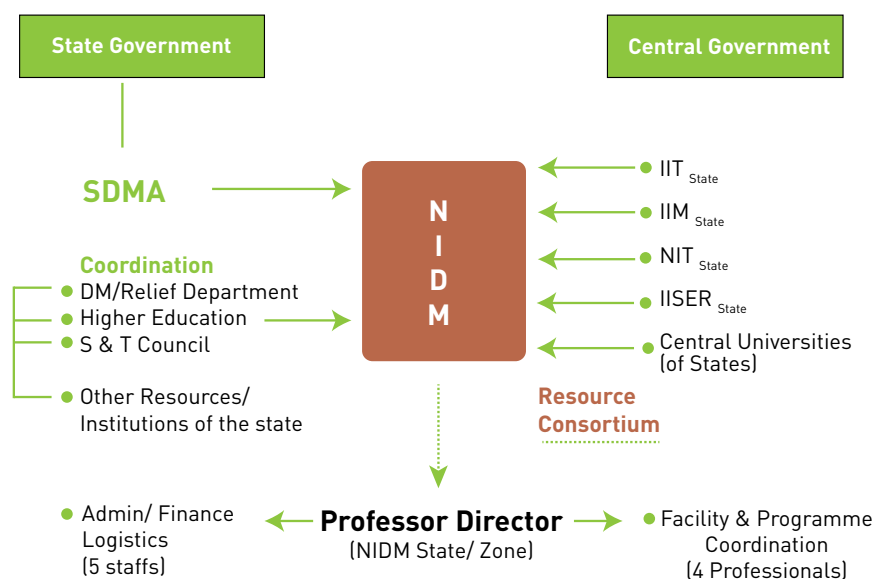 State Government
Central Government
SDMA
N
I
D
M
IIT State
IIM State
NIT State
IISER State
Central Universities
(of States)
Coordination
DM/Relief Department
Higher Education
S & T Council
Other Resources/
Institutions of the state
Resource
Consortium
Admin/ Finance
Logistics
(5 staffs)
Professor Director
(NIDM State/ Zone)
Facility & Programme
Coordination
(4 Professionals)